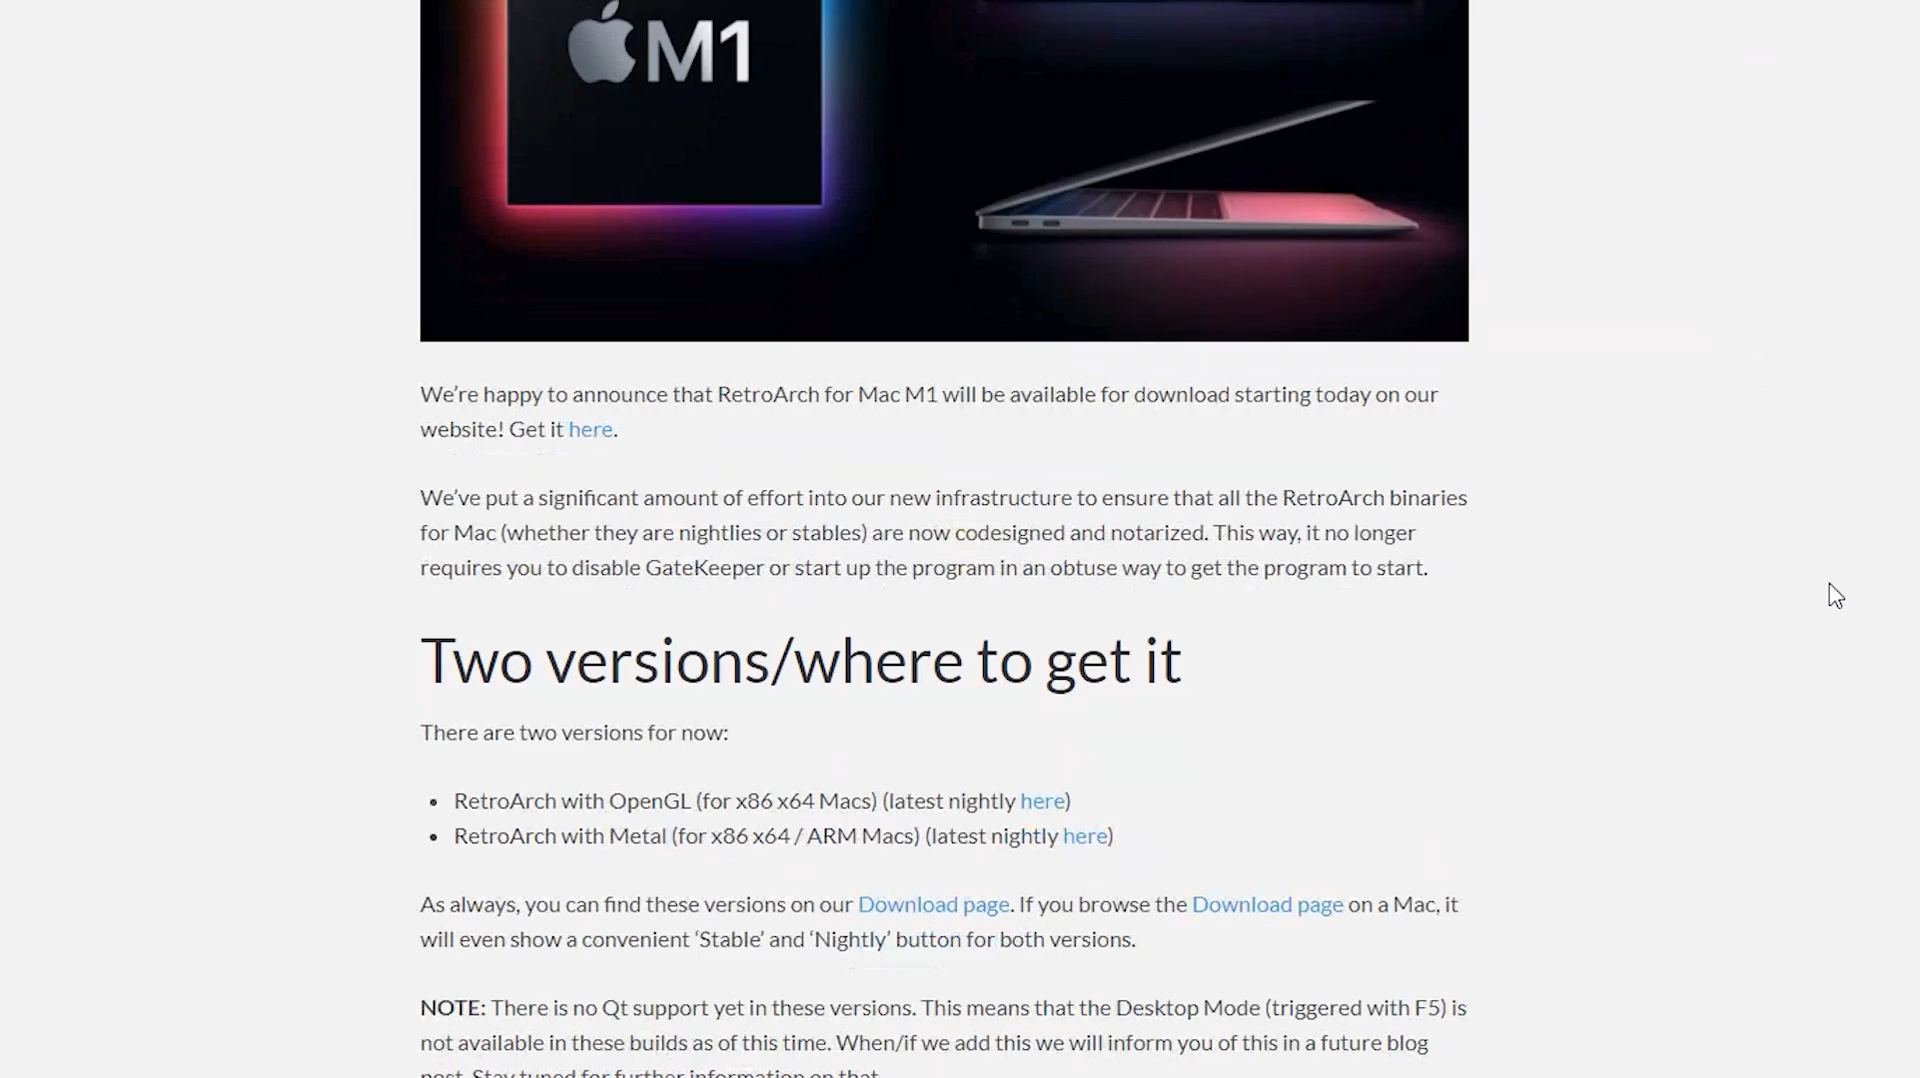 M1
We’re happy to announce that RetroArch for Mac M1 will be available for download starting today on our
website! Get it here.
We’ve put a significant amount of effort into our new infrastructure to ensure that all the RetroArch binaries
for Mac (whether they are nightlies or stables) are now codesigned and notarized. This way, it no longer
requires you to disable GateKeeper or start up the program in an obtuse way to get the program to start.
Two versions/where to get it
There are two versions for now:
• RetroArch with OpenGL (for x86 x64 Macs) (latest nightly here)
• RetroArch with Metal (for x86 x64 / ARM Macs) (latest nightly here)
As always, you can find these versions on our Download page. If you browse the Download page on a Mac, it
will even show a convenient ‘Stable’ and ‘Nightly’ button for both versions.
NOTE: There is no Qt support yet in these versions. This means that the Desktop Mode (triggered with F5) is
not available in these builds as of this time. When/if we add this we will inform you of this in a future blog
post. Stay tuned for further information on that.